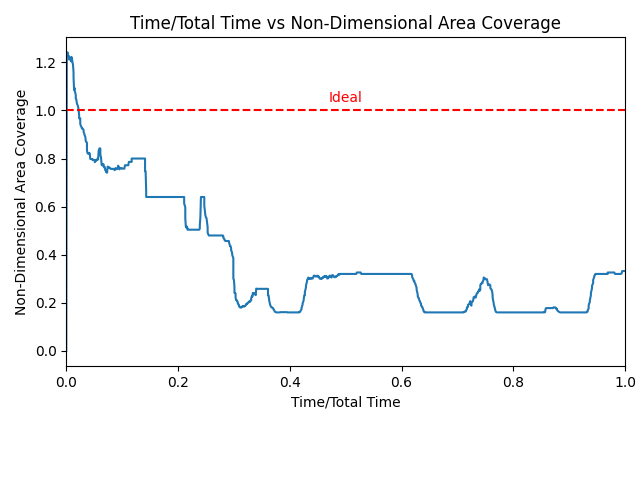 Time/Total Time vs Non-Dimensional Area Coverage
Non-Dimensional Area Coverage
1.2
1.0
0.8
0.6
0.4
0.2
0.0
Ideal
0.0 0.2 0.4 0.6 0.8 1.0
Time/Total Time